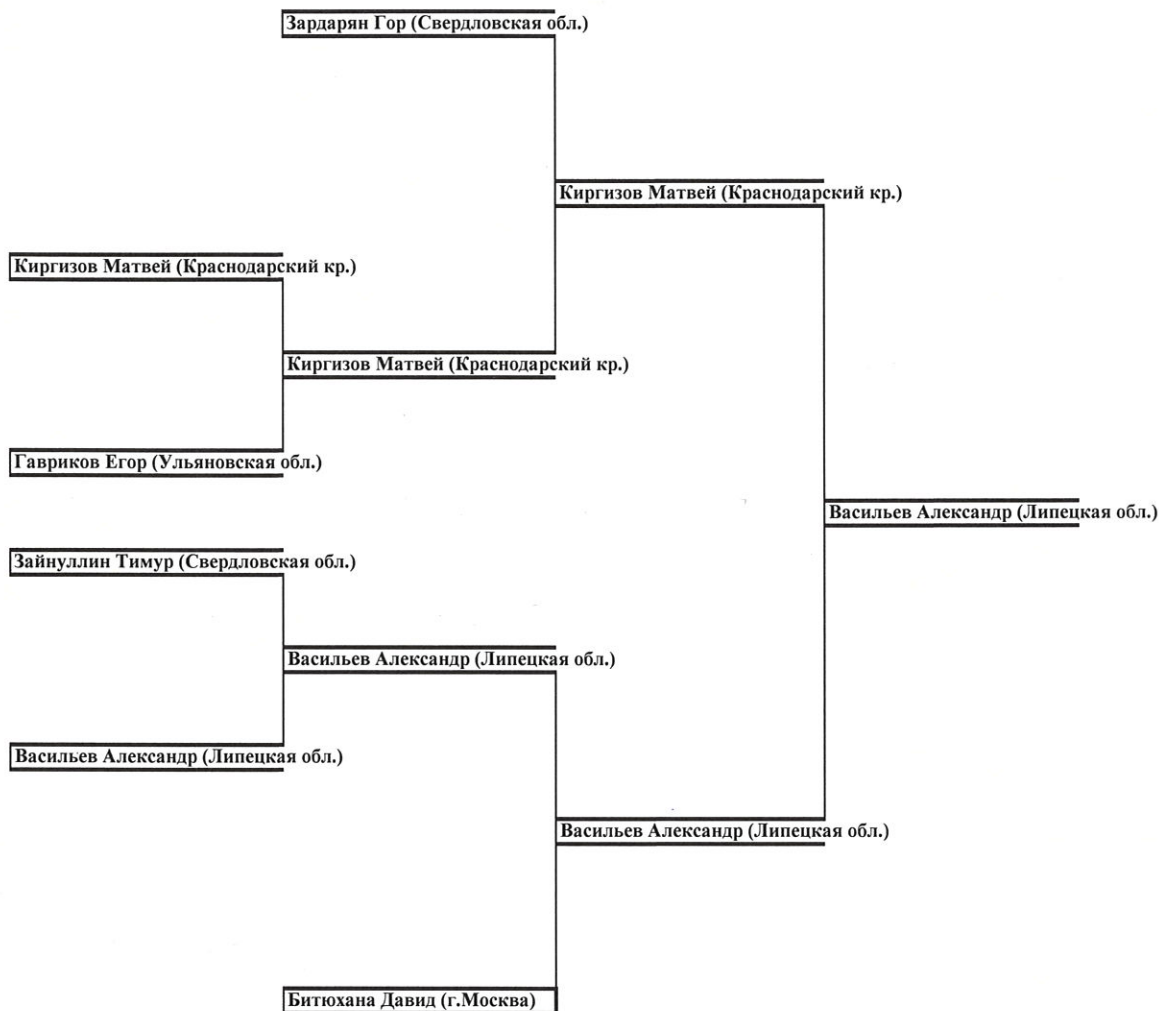 Зардарян Гор (Свердловская обл.)
Киргизов Матвей (Краснодарский кр.)
Киргизов Матвей (Краснодарский кр.)
Киргизов Матвей (Краснодарский кр.)
Гавриков Егор (Ульяновская обл.)
Васильев Александр (Липецкая обл.)
Зайнуллин Тимур (Свердловская обл.)
Васильев Александр (Липецкая обл.)
Васильев Александр (Липецкая обл.)
Васильев Александр (Липецкая обл.)
Битюхана Давид (г.Москва)